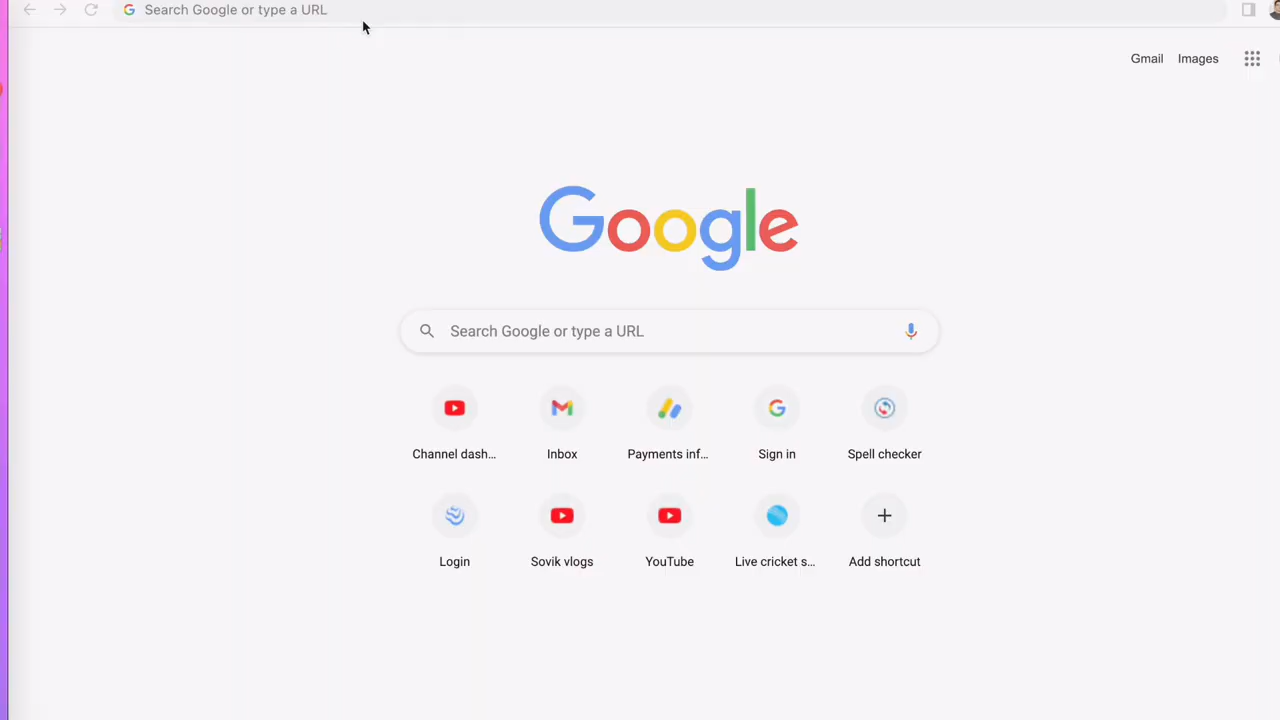 Search Google or type a URL
Gmail Images
Google
Search Google or type a URL
Channel dash... Inbox Payments inf... Sign in Spell checker
Login Sovik vlogs YouTube Live cricket s... Add shortcut